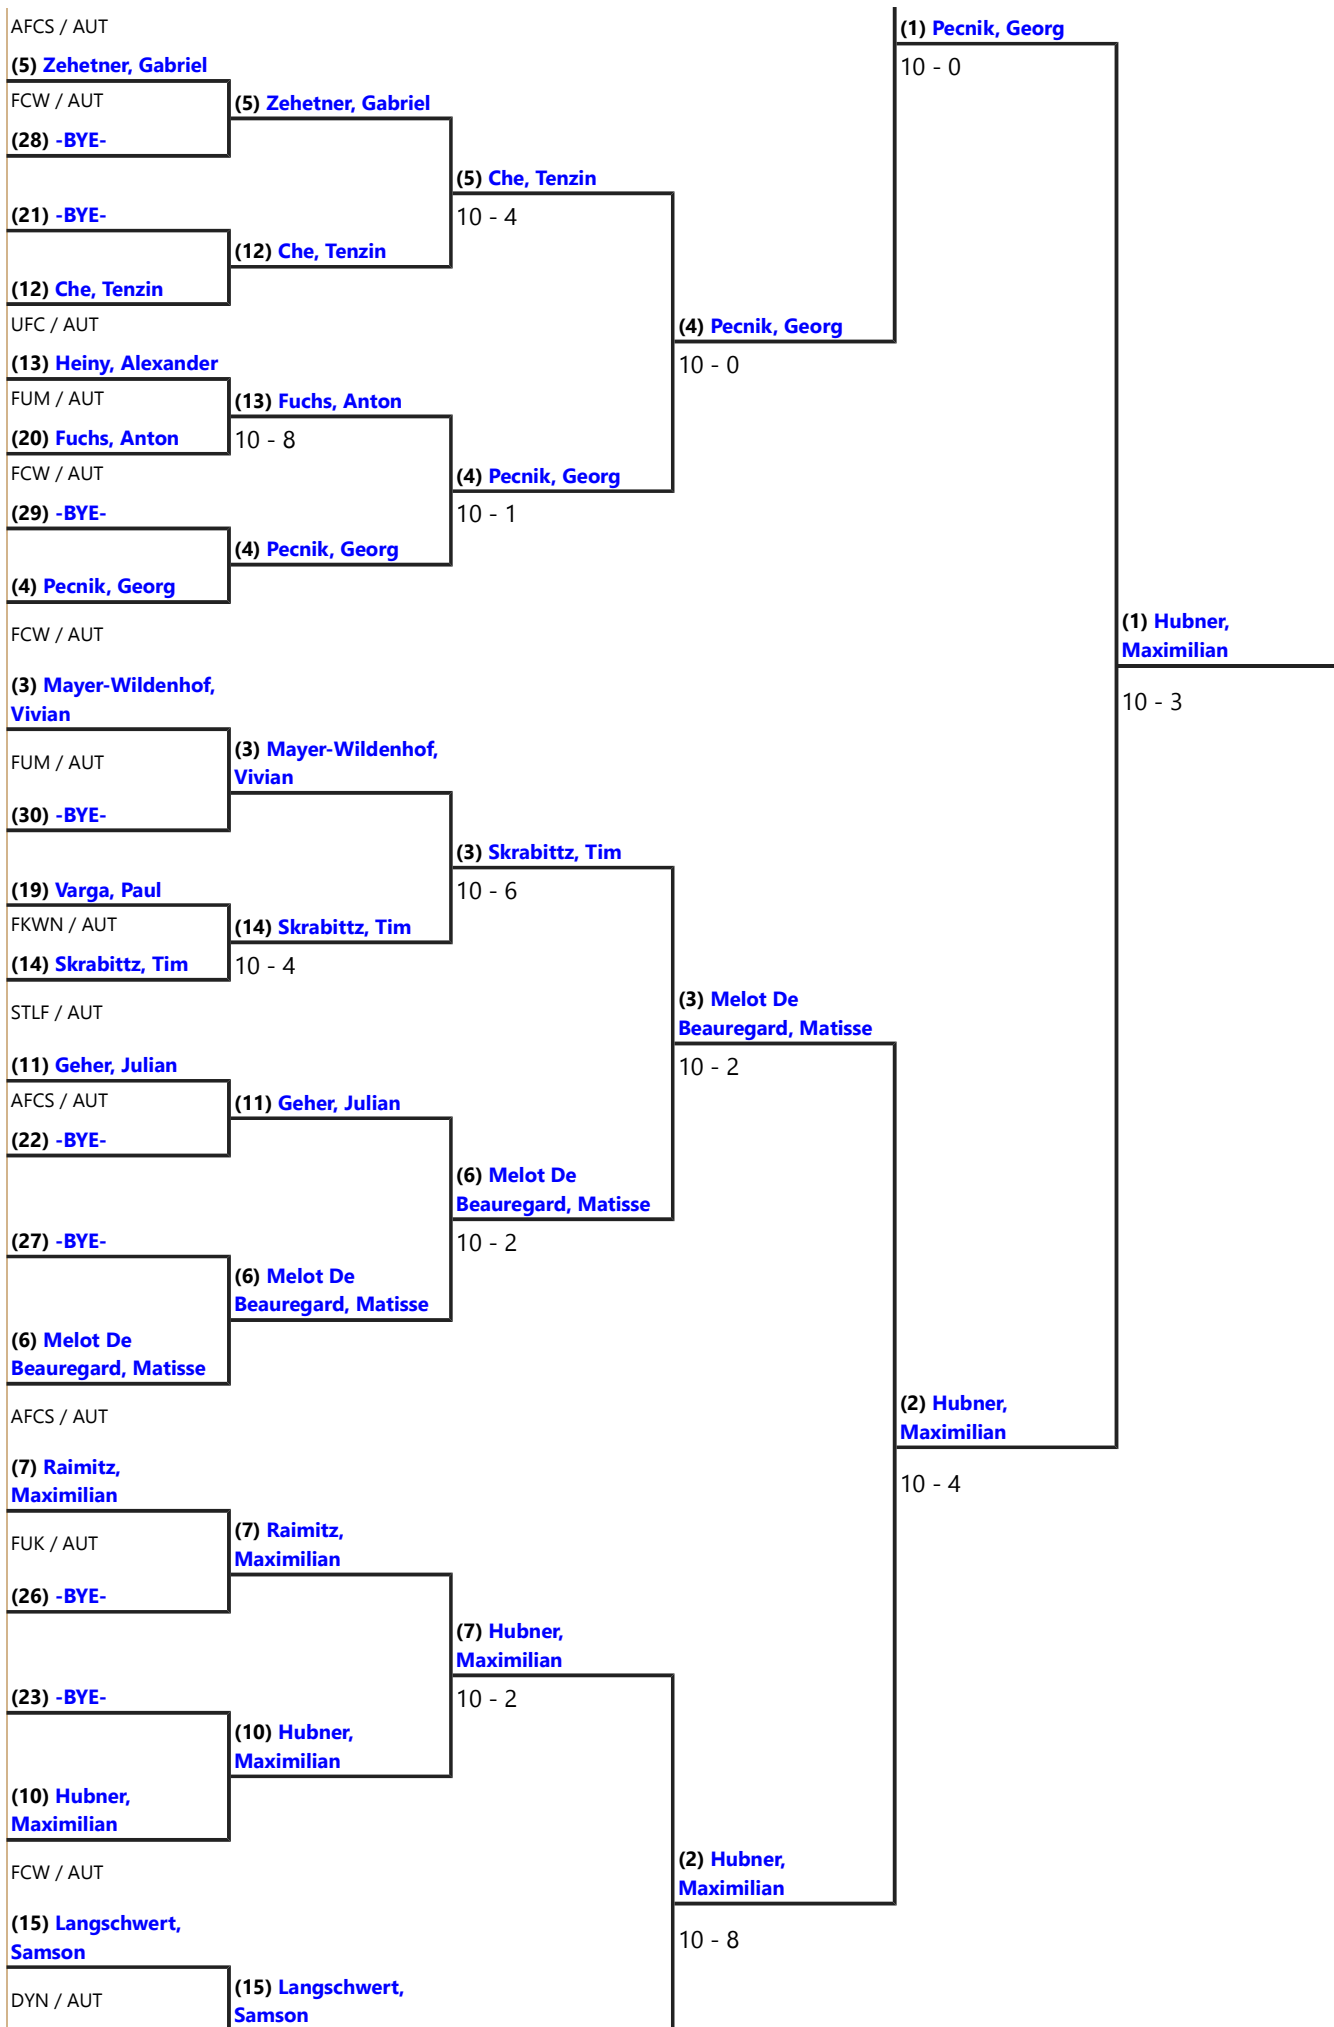 AFCS / AUT
(5) Zehetner, Gabriel
FCW / AUT
(28) -BYE-
(21) -BYE-
(12) Che, Tenzin
UFC / AUT
(13) Heiny, Alexander
FUM / AUT
(20) Fuchs, Anton
FCW / AUT
(29) -BYE-
(4) Pecnik, Georg
FCW / AUT
(3) Mayer-Wildenhof,
Vivian
FUM / AUT
(30) -BYE-
(19) Varga, Paul
FKWN / AUT
(14) Skrabittz, Tim
STLF / AUT
(11) Geher, Julian
AFCS / AUT
(22) -BYE-
(27) -BYE-
(6) Melot De
Beauregard, Matisse
AFCS / AUT
(7) Raimitz,
Maximilian
FUK / AUT
(26) -BYE-
(23) -BYE-
(10) Hubner,
Maximilian
FCW / AUT
(15) Langschwert,
Samson
DYN / AUT
(5) Zehetner, Gabriel
(12) Che, Tenzin
(13) Fuchs, Anton
10 - 8
(4) Pecnik, Georg
(3) Mayer-Wildenhof,
Vivian
(14) Skrabittz, Tim
10 - 4
(11) Geher, Julian
(6) Melot De
Beauregard, Matisse
(7) Raimitz,
Maximilian
(10) Hubner,
Maximilian
(15) Langschwert,
Samson
(5) Che, Tenzin
10 - 4
(4) Pecnik, Georg
10 - 1
(3) Skrabittz, Tim
10 - 6
(6) Melot De
Beauregard, Matisse
10 - 2
(7) Hubner,
Maximilian
10 - 2
(4) Pecnik, Georg
10 - 0
(3) Melot De
Beauregard, Matisse
10 - 2
(2) Hubner,
Maximilian
10 - 8
(1) Pecnik, Georg
10 - 0
(2) Hubner,
Maximilian
10 - 4
(1) Hubner,
Maximilian
10 - 3